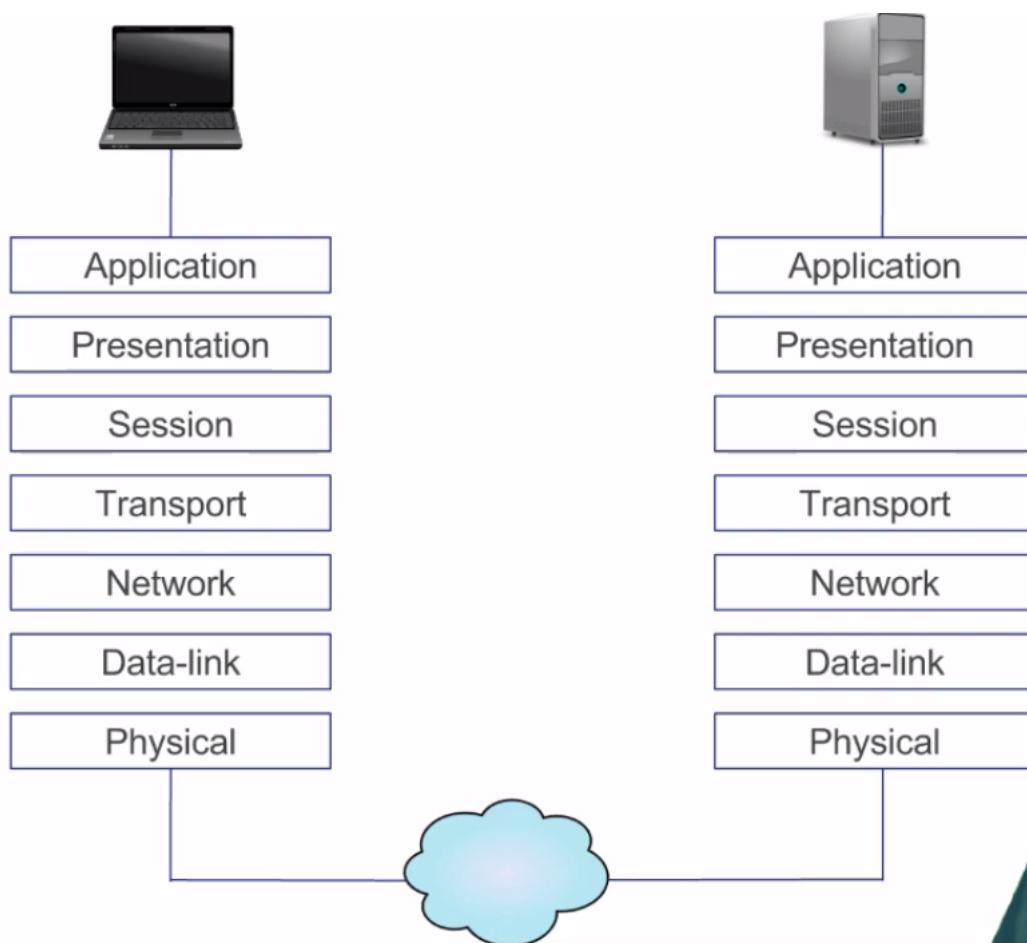 Application
Application
Presentation
Presentation
Session
Session
Transport
Transport
Network
Network
Data-link
Data-link
Physical
Physical